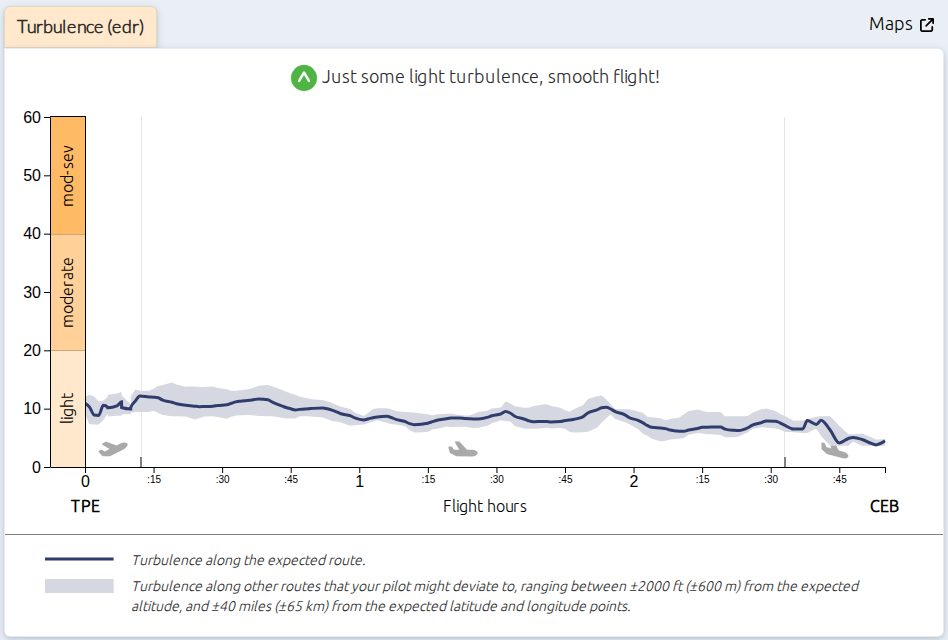 Turbulence (edr)
Maps
Just some light turbulence, smooth flight!
60
50
40
30
20
10
0
mod-sev
moderate
light
0 :15 :30 :45 1 :15 :30 :45 2 :15 :30 :45
TPE Flight hours CEB
Turbulence along the expected route.
Turbulence along other routes that your pilot might deviate to, ranging between ±2000 ft (±600 m) from the expected
altitude, and ±40 miles (±65 km) from the expected latitude and longitude points.